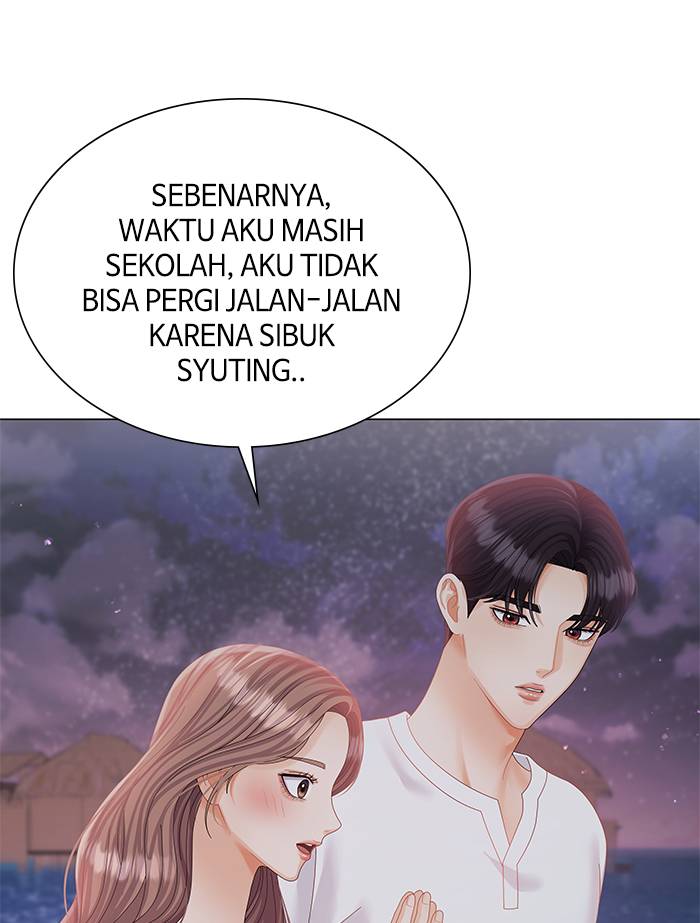 SEBENARNYA,
WAKTU AKU MASIH
SEKOLAH, AKU TIDAK
BISA PERGI JALAN-JALAN
KARENA SIBUK
SYUTING..